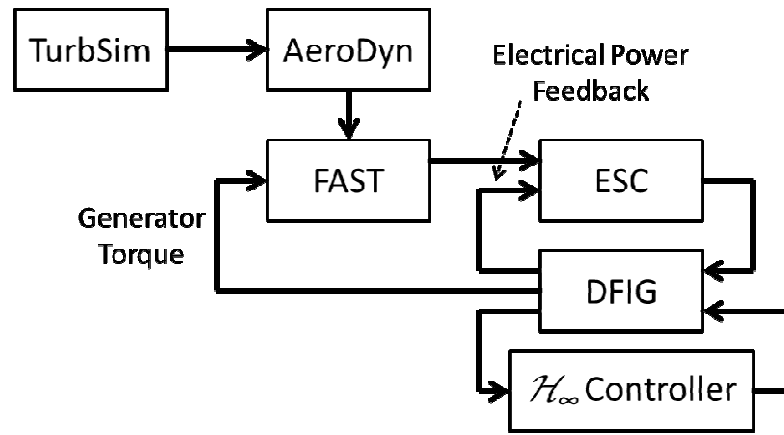 TurbSim
AeroDyn
Electrical Power
Feedback
FAST
ESC
Generator
Torque
DFIG
ℋ∞ Controller